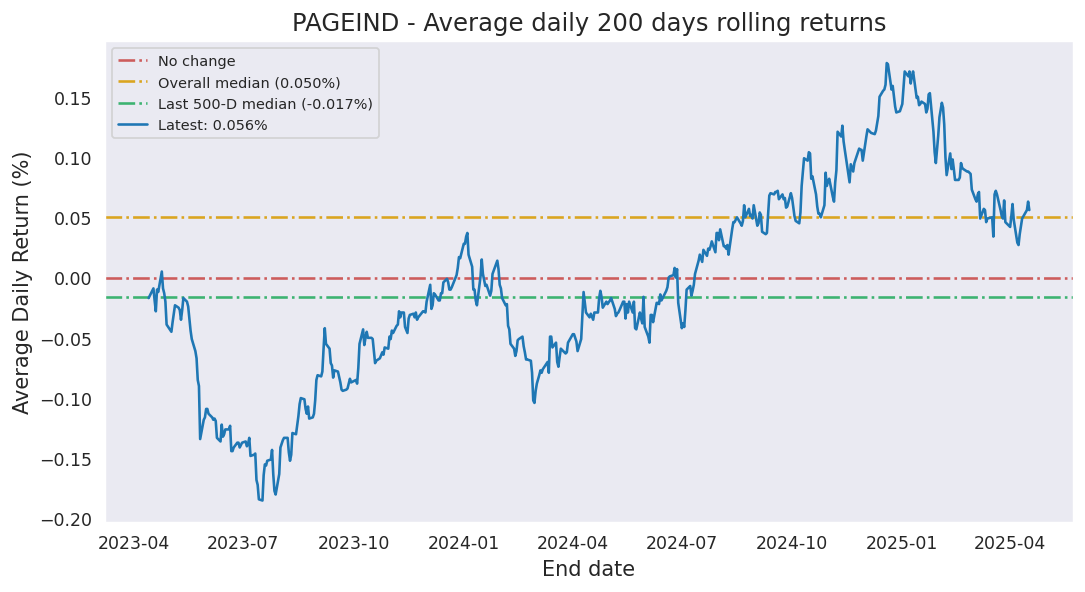 PAGEIND - Average daily 200 days rolling returns
No change
Overall median (0.050%)
Last 500-D median (-0.017%)
Latest: 0.056%
Average Daily Return (%)
0.15
0.10
0.05
0.00
−0.05
−0.10
−0.15
−0.20
2023-04 2023-07 2023-10 2024-01 2024-04 2024-07 2024-10 2025-01 2025-04
End date